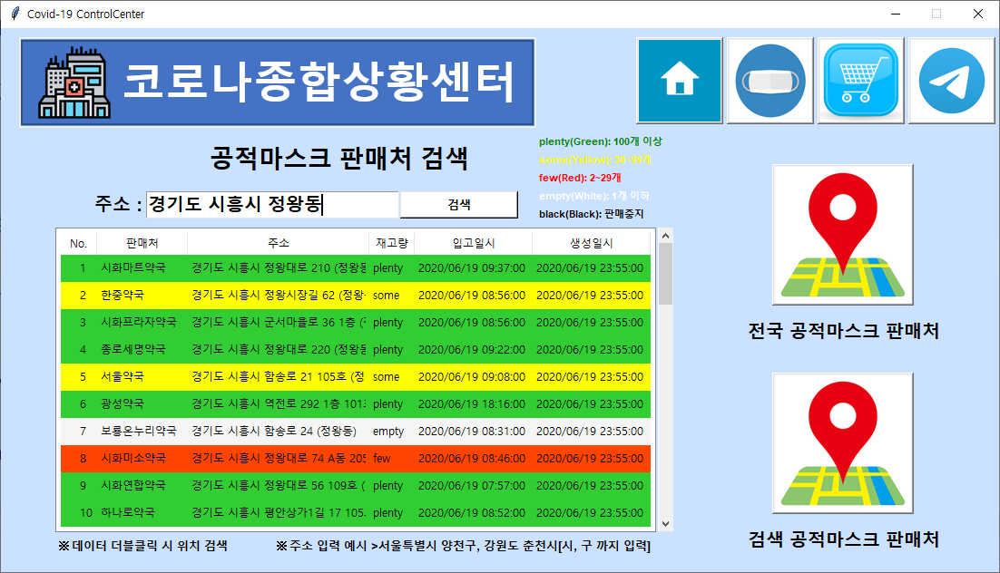 Covid-19 ControlCenter
코로나종합상황센터
공적마스크 판매처 검색
plenty(Green): 100개 이상
some(Yellow): 30~99개
few(Red): 2~29개
empty(White): 1개 이하
black(Black): 판매중지
주소 : 경기도 시흥시 정왕동 검색
No. 판매처 주소 재고량 입고일시 생성일시
1 시화마트약국 경기도 시흥시 정왕대로 210 (정왕동 plenty 2020/06/19 09:37:00 2020/06/19 23:55:00
2 한중약국 경기도 시흥시 정왕시장길 62 (정왕 some 2020/06/19 08:56:00 2020/06/19 23:55:00
3 시화프라자약국 경기도 시흥시 군서마을로 36 1층 ( plenty 2020/06/19 08:56:00 2020/06/19 23:55:00
4 종로세명약국 경기도 시흥시 정왕대로 220 (정왕동 plenty 2020/06/19 09:22:00 2020/06/19 23:55:00
5 서울약국 경기도 시흥시 함송로 21 105호 (정 some 2020/06/19 09:08:00 2020/06/19 23:55:00
6 광성약국 경기도 시흥시 역전로 292 1층 101 plenty 2020/06/19 18:16:00 2020/06/19 23:55:00
7 보룡온누리약국 경기도 시흥시 함송로 24 (정왕동) empty 2020/06/19 08:31:00 2020/06/19 23:55:00
8 시화미소약국 경기도 시흥시 정왕대로 74 A동 205 few 2020/06/19 08:46:00 2020/06/19 23:55:00
9 시화연합약국 경기도 시흥시 정왕대로 56 109호 ( plenty 2020/06/19 07:57:00 2020/06/19 23:55:00
10 하나로약국 경기도 시흥시 평안상가1길 17 105 plenty 2020/06/19 08:52:00 2020/06/19 23:55:00
※데이터 더블클릭 시 위치 검색 ※주소 입력 예시 >서울특별시 양천구, 강원도 춘천시[시, 구 까지 입력]
전국 공적마스크 판매처
검색 공적마스크 판매처